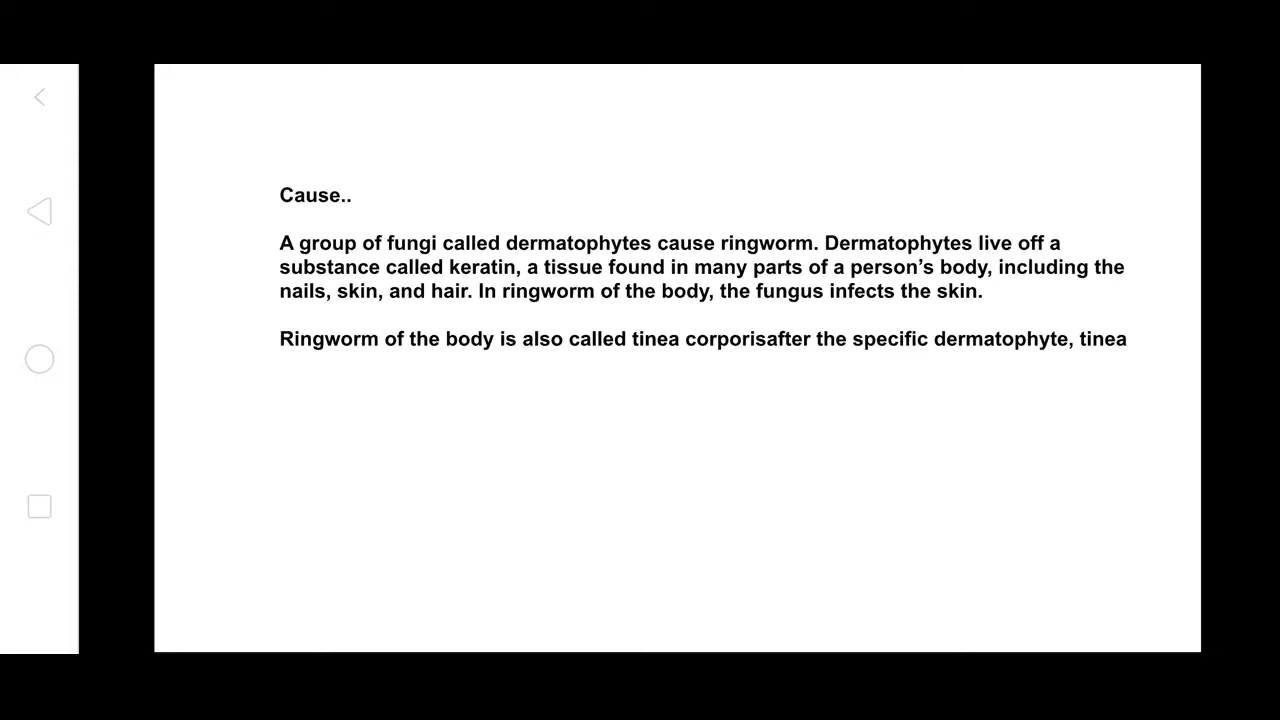 Cause..
A group of fungi called dermatophytes cause ringworm. Dermatophytes live off a
substance called keratin, a tissue found in many parts of a person’s body, including the
nails, skin, and hair. In ringworm of the body, the fungus infects the skin.
Ringworm of the body is also called tinea corporisafter the specific dermatophyte, tinea